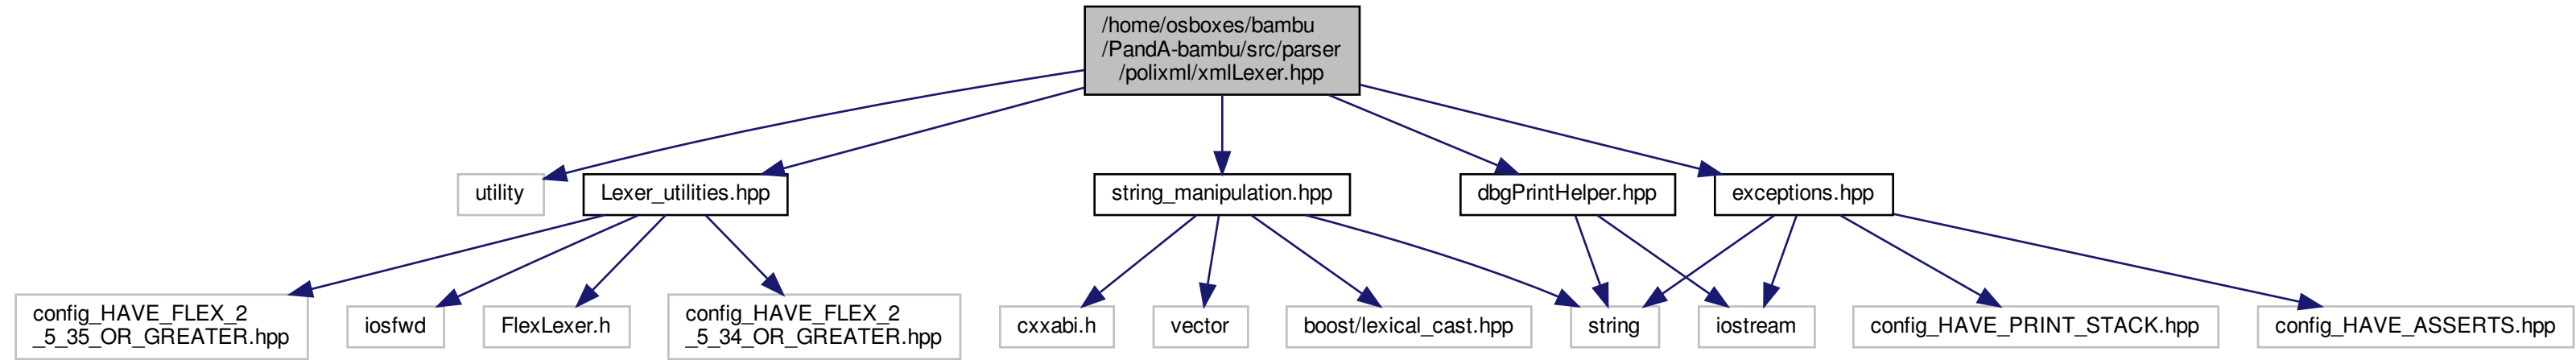 /home/osboxes/bambu
/PandA-bambu/src/parser
/polixml/xmlLexer.hpp
utility
Lexer_utilities.hpp
string_manipulation.hpp
dbgPrintHelper.hpp
exceptions.hpp
config_HAVE_FLEX_2
_5_35_OR_GREATER.hpp
iosfwd
FlexLexer.h
config_HAVE_FLEX_2
_5_34_OR_GREATER.hpp
cxxabi.h
vector
boost/lexical_cast.hpp
string
iostream
config_HAVE_PRINT_STACK.hpp
config_HAVE_ASSERTS.hpp